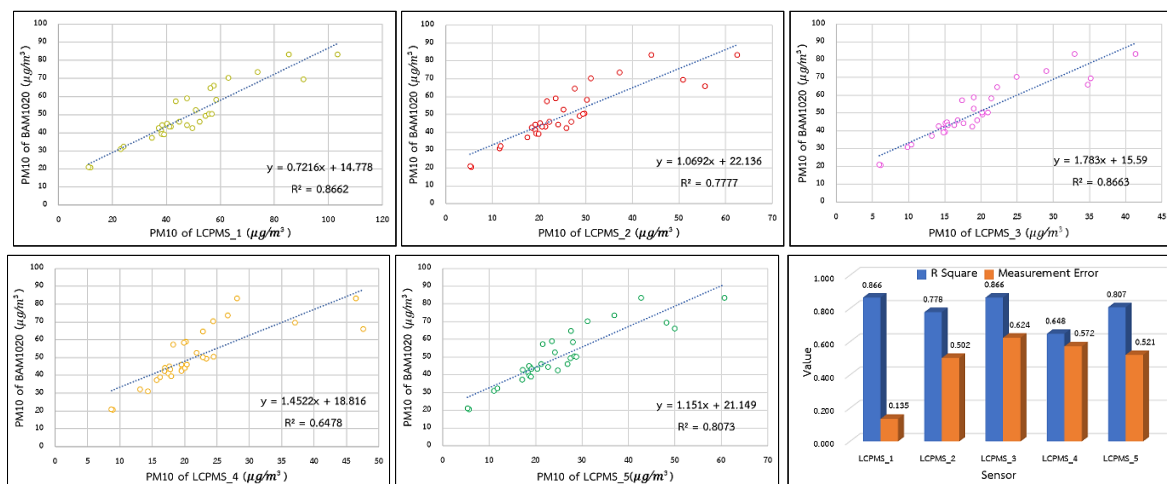 PM10 of BAM1020 (µg/m³)
100
90
80
70
60
50
40
30
20
10
0
y = 0.7216x + 14.778
R² = 0.8662
0 20 40 60 80 100 120
PM10 of LCPMS_1 (µg/m³)
PM10 of BAM1020 (µg/m³)
100
90
80
70
60
50
40
30
20
10
0
y = 1.0692x + 22.136
R² = 0.7777
0 10 20 30 40 50 60 70
PM10 of LCPMS_2 (µg/m³)
PM10 of BAM1020 (µg/m³)
100
90
80
70
60
50
40
30
20
10
0
y = 1.783x + 15.59
R² = 0.8663
0 5 10 15 20 25 30 35 40 45
PM10 of LCPMS_3 (µg/m³)
PM10 of BAM1020 (µg/m³)
100
90
80
70
60
50
40
30
20
10
0
y = 1.4522x + 18.816
R² = 0.6478
0 5 10 15 20 25 30 35 40 45 50
PM10 of LCPMS_4 (µg/m³)
PM10 of BAM1020 (µg/m³)
100
90
80
70
60
50
40
30
20
10
0
y = 1.151x + 21.149
R² = 0.8073
0 10 20 30 40 50 60 70
PM10 of LCPMS_5(µg/m³)
R Square Measurement Error
Value
1.000
0.800
0.600
0.400
0.200
0.000
0.866
0.135
0.778
0.502
0.866
0.624
0.648
0.572
0.807
0.521
LCPMS_1 LCPMS_2 LCPMS_3 LCPMS_4 LCPMS_5
Sensor